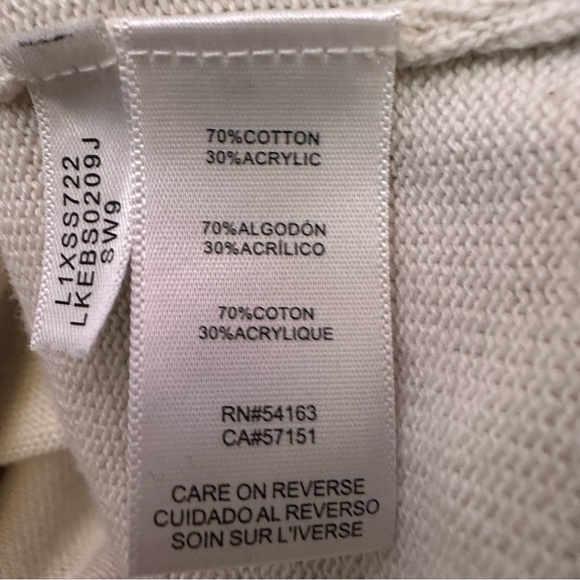 L1XSS722
LKEBS0209J
SW9
70%COTTON
30%ACRYLIC
70%ALGODÓN
30%ACRÍLICO
70%COTON
30%ACRYLIQUE
RN#54163
CA#57151
CARE ON REVERSE
CUIDADO AL REVERSO
SOIN SUR L'IVERSE